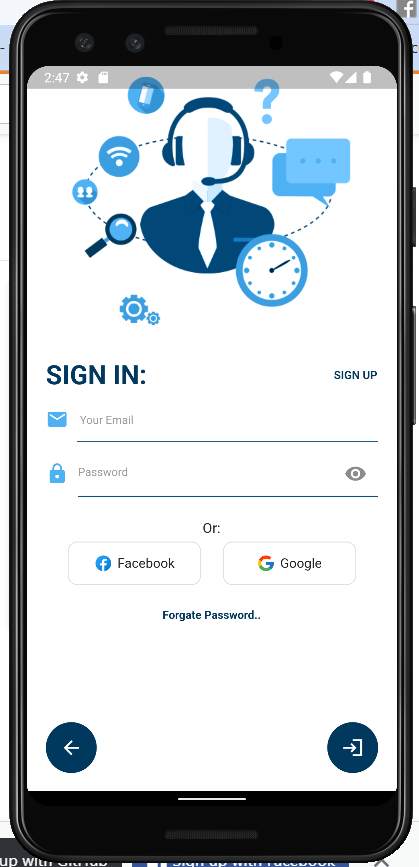 2:47
SIGN IN:
SIGN UP
Your Email
Password
Or:
Facebook
Google
Forgate Password..
up with GitHub
Sign up with Facebook